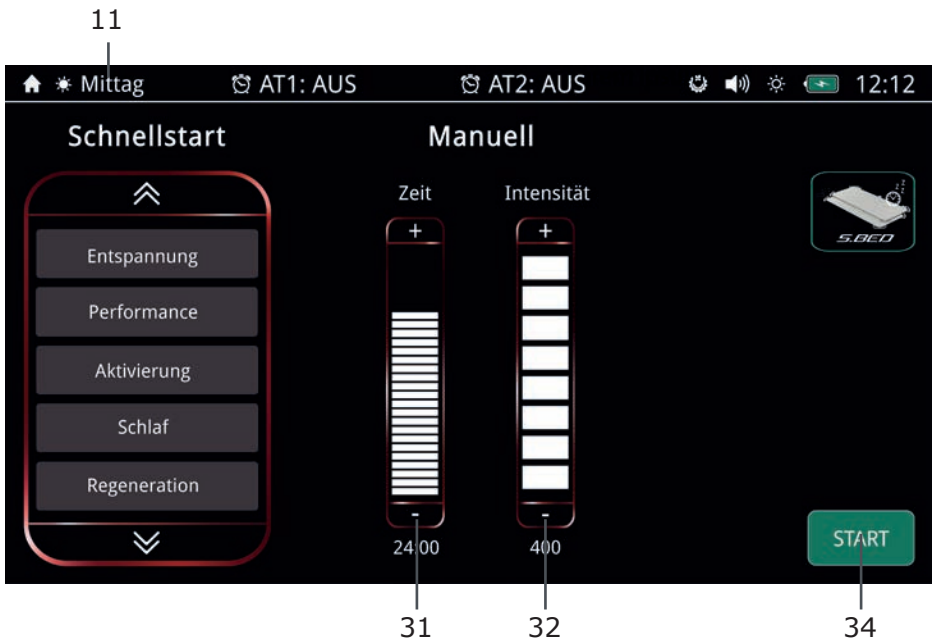 11
Mittag AT1: AUS AT2: AUS 12:12
Schnellstart Manuell
Zeit Intensität
+ +
S.BED
Entspannung
Performance
Aktivierung
Schlaf
Regeneration
- -
24:00 400
START
31 32 34